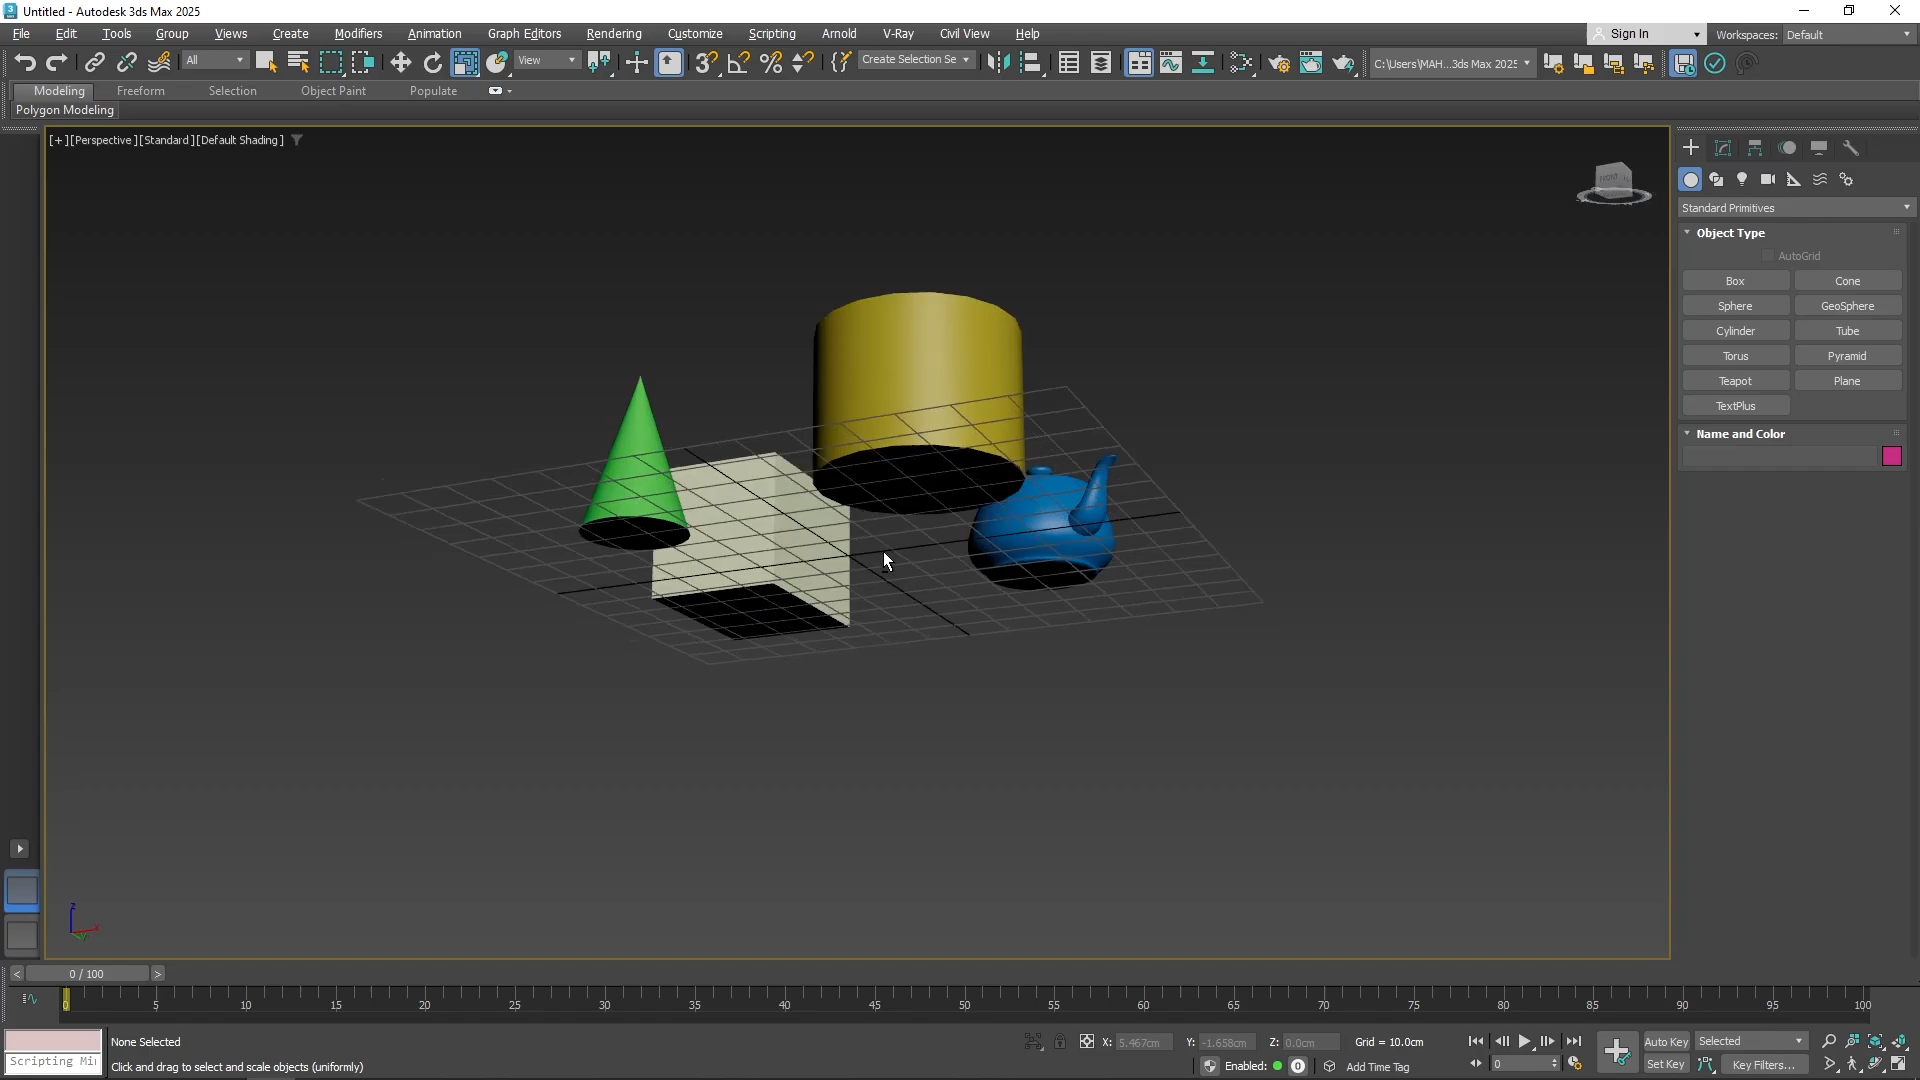 Untitled - Autodesk 3ds Max 2025
File Edit Tools Group Views Create Modifiers Animation Graph Editors Rendering Customize Scripting Arnold V-Ray Civil View Help Sign In Workspaces: Default
All View Create Selection Se C:\Users\MAH...3ds Max 2025
Modeling Freeform Selection Object Paint Populate
Polygon Modeling
[+][Perspective][Standard][Default Shading]
FRONT
Standard Primitives
Object Type
AutoGrid
Box Cone
Sphere GeoSphere
Cylinder Tube
Torus Pyramid
Teapot Plane
TextPlus
Name and Color
z
x
0 / 100
0 5 10 15 20 25 30 35 40 45 50 55 60 65 70 75 80 85 90 95 100
None Selected X: 5.467cm Y: -1.658cm Z: 0.0cm Grid = 10.0cm Auto Key Selected
Scripting Mi Click and drag to select and scale objects (uniformly) Enabled: 0 Add Time Tag 0 Set Key Key Filters...